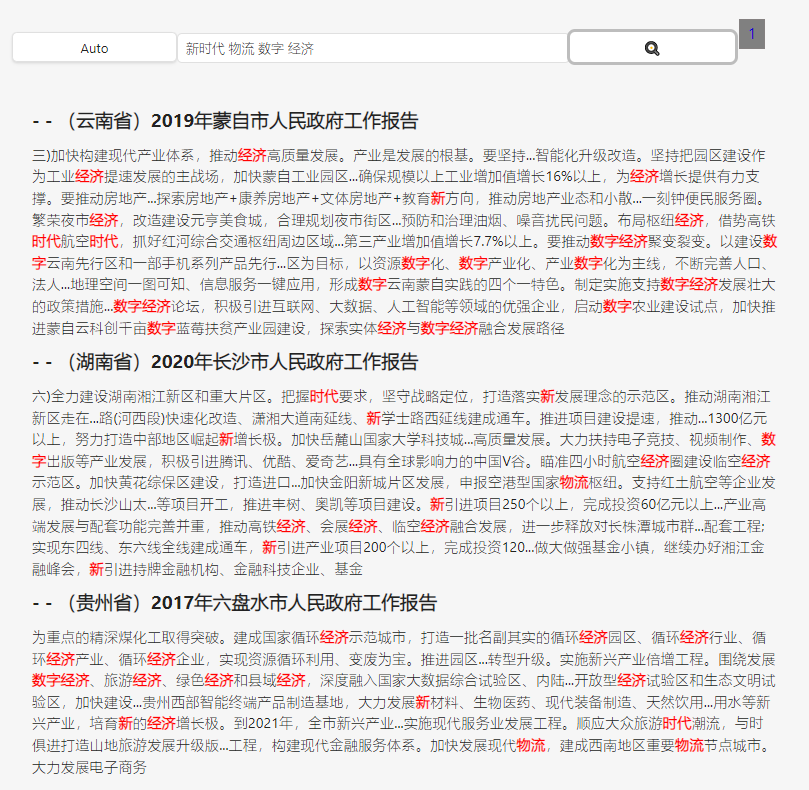 Auto
新时代 物流 数字 经济
1
- - （云南省）2019年蒙自市人民政府工作报告
三)加快构建现代产业体系，推动经济高质量发展。产业是发展的根基。要坚持...智能化升级改造。坚持把园区建设作
为工业经济提速发展的主战场，加快蒙自工业园区...确保规模以上工业增加值增长16%以上，为经济增长提供有力支
撑。要推动房地产...探索房地产+康养房地产+文体房地产+教育新方向，推动房地产业态和小散...一刻钟便民服务圈。
繁荣夜市经济，改造建设元亨美食城，合理规划夜市街区...预防和治理油烟、噪音扰民问题。布局枢纽经济，借势高铁
时代航空时代，抓好红河综合交通枢纽周边区域...第三产业增加值增长7.7%以上。要推动数字经济聚变裂变。以建设数
字云南先行区和一部手机系列产品先行...区为目标，以资源数字化、数字产业化、产业数字化为主线，不断完善人口、
法人...地理空间一图可知、信息服务一键应用，形成数字云南蒙自实践的四个一特色。制定实施支持数字经济发展壮大
的政策措施...数字经济论坛，积极引进互联网、大数据、人工智能等领域的优强企业，启动数字农业建设试点，加快推
进蒙自云科创千亩数字蓝莓扶贫产业园建设，探索实体经济与数字经济融合发展路径
- - （湖南省）2020年长沙市人民政府工作报告
六)全力建设湖南湘江新区和重大片区。把握时代要求，坚守战略定位，打造落实新发展理念的示范区。推动湖南湘江
新区走在...路(河西段)快速化改造、潇湘大道南延线、新学士路西延线建成通车。推进项目建设提速，推动...1300亿元
以上，努力打造中部地区崛起新增长极。加快岳麓山国家大学科技城...高质量发展。大力扶持电子竞技、视频制作、数
字出版等产业发展，积极引进腾讯、优酷、爱奇艺...具有全球影响力的中国V谷。瞄准四小时航空经济圈建设临空经济
示范区。加快黄花综保区建设，打造进口...加快金阳新城片区发展，申报空港型国家物流枢纽。支持红土航空等企业发
展，推动长沙山太...等项目开工，推进丰树、奥凯等项目建设。新引进项目250个以上，完成投资60亿元以上...产业高
端发展与配套功能完善并重，推动高铁经济、会展经济、临空经济融合发展，进一步释放对长株潭城市群...配套工程;
实现东四线、东六线全线建成通车，新引进产业项目200个以上，完成投资120...做大做强基金小镇，继续办好湘江金
融峰会，新引进持牌金融机构、金融科技企业、基金
- - （贵州省）2017年六盘水市人民政府工作报告
为重点的精深煤化工取得突破。建成国家循环经济示范城市，打造一批名副其实的循环经济园区、循环经济行业、循
环经济产业、循环经济企业，实现资源循环利用、变废为宝。推进园区...转型升级。实施新兴产业倍增工程。围绕发展
数字经济、旅游经济、绿色经济和县域经济，深度融入国家大数据综合试验区、内陆...开放型经济试验区和生态文明试
验区，加快建设...贵州西部智能终端产品制造基地，大力发展新材料、生物医药、现代装备制造、天然饮用...用水等新
兴产业，培育新的经济增长极。到2021年，全市新兴产业...实施现代服务业发展工程。顺应大众旅游时代潮流，与时
俱进打造山地旅游发展升级版...工程，构建现代金融服务体系。加快发展现代物流，建成西南地区重要物流节点城市。
大力发展电子商务